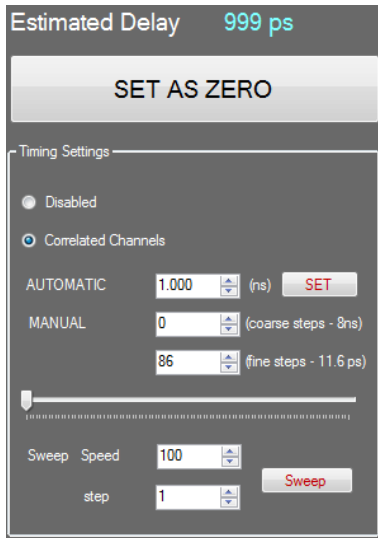 Estimated Delay 999 ps
SET AS ZERO
Timing Settings
Disabled
Correlated Channels
AUTOMATIC 1.000 (ns) SET
MANUAL 0 (coarse steps - 8ns)
86 (fine steps - 11.6 ps)
Sweep Speed 100
Sweep
step 1